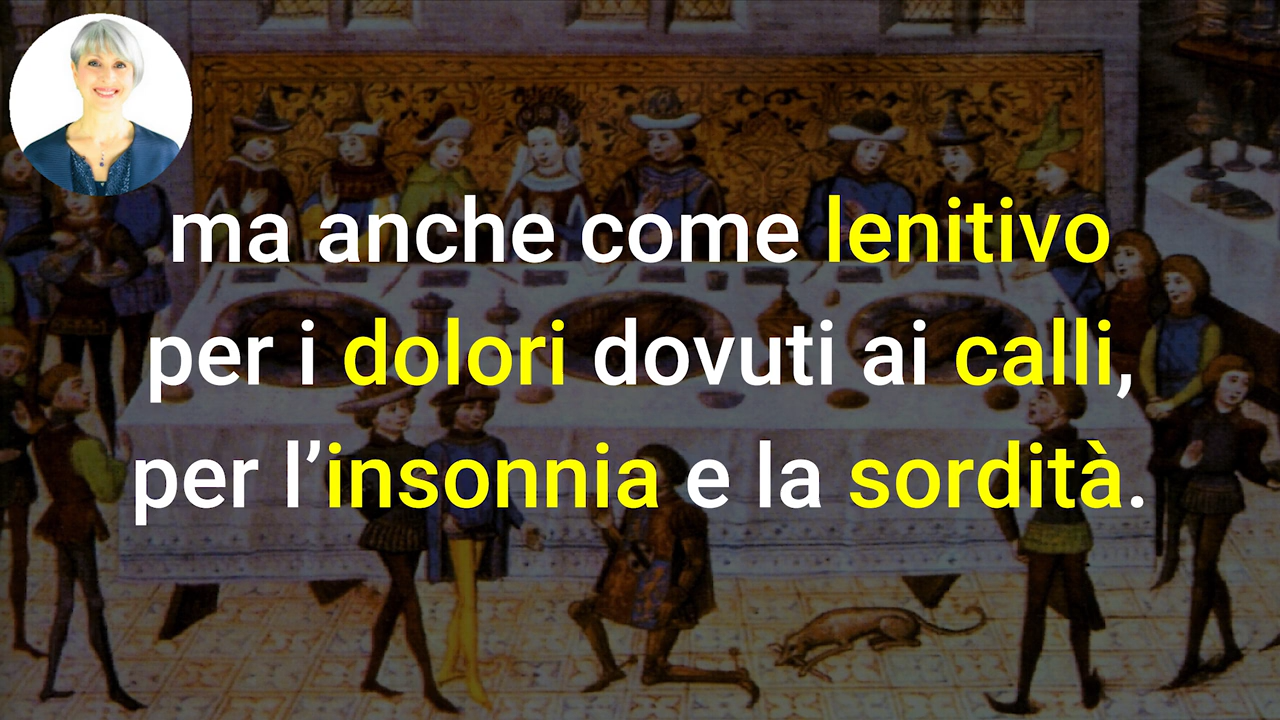 ma anche come lenitivo
per i dolori dovuti ai calli,
per l’insonnia e la sordità.